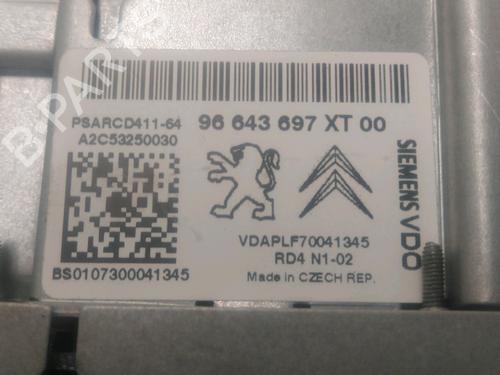 PSARCD411-64
A2C53250030
96 643 697 XT 00
VDAPLF70041345
RD4 N1-02
Made in CZECH REP.
BS0107300041345
SIEMENS VDO
B-PARTS